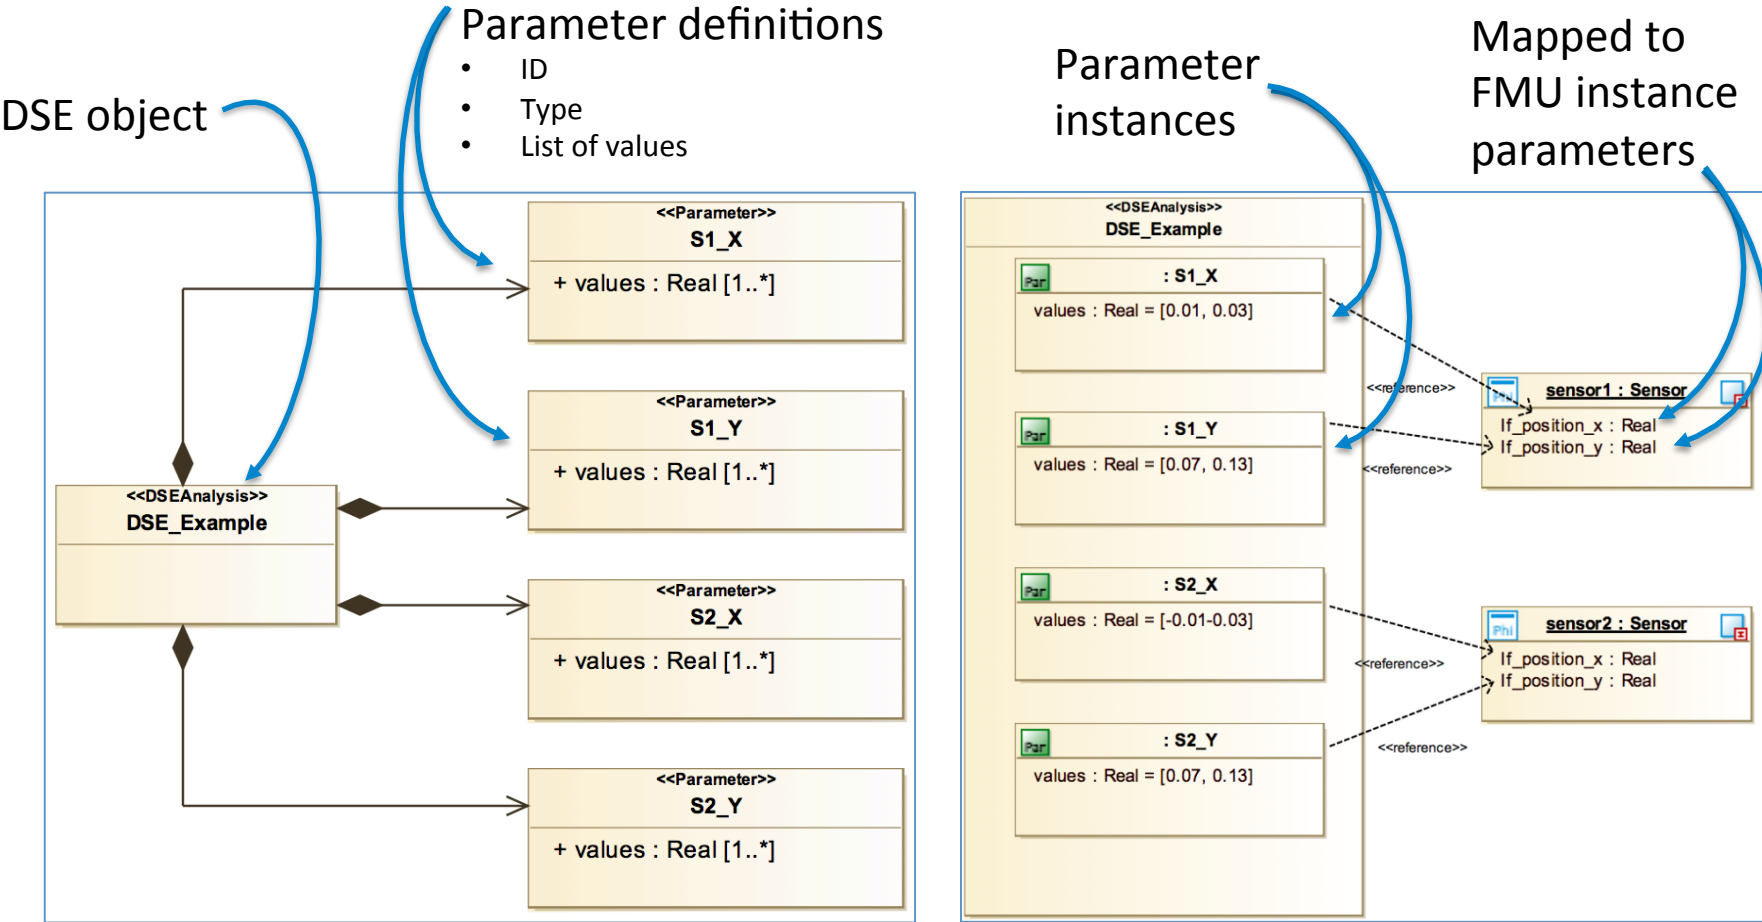 Parameter definitions
• ID
• Type
• List of values
DSE object
Parameter
instances
Mapped to
FMU instance
parameters
<<Parameter>>
S1_X
+ values : Real [1..*]
<<Parameter>>
S1_Y
+ values : Real [1..*]
<<DSEAnalysis>>
DSE_Example
<<Parameter>>
S2_X
+ values : Real [1..*]
<<Parameter>>
S2_Y
+ values : Real [1..*]
<<DSEAnalysis>>
DSE_Example
Par
: S1_X
values : Real = [0.01, 0.03]
<<reference>>
Par
: S1_Y
values : Real = [0.07, 0.13]
<<reference>>
Phi
sensor1 : Sensor
lf_position_x : Real
lf_position_y : Real
Par
: S2_X
values : Real = [-0.01-0.03]
<<reference>>
Par
: S2_Y
values : Real = [0.07, 0.13]
<<reference>>
Phi
sensor2 : Sensor
lf_position_x : Real
lf_position_y : Real